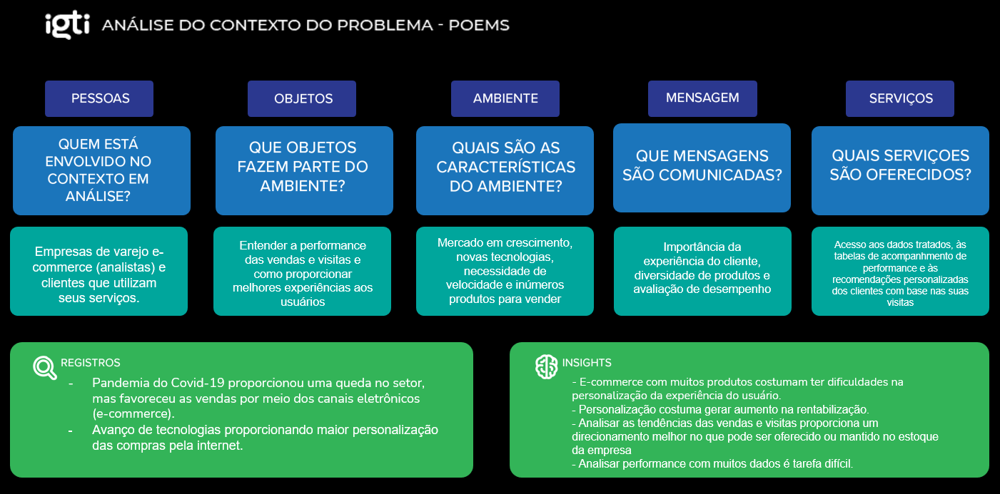 igti ANÁLISE DO CONTEXTO DO PROBLEMA - POEMS
PESSOAS
QUEM ESTÁ
ENVOLVIDO NO
CONTEXTO EM
ANÁLISE?
Empresas de varejo e-
commerce (analistas) e
clientes que utilizam
seus serviços.
OBJETOS
QUE OBJETOS
FAZEM PARTE DO
AMBIENTE?
Entender a performance
das vendas e visitas e
como proporcionar
melhores experiências aos
usuários
AMBIENTE
QUAIS SÃO AS
CARACTERÍSTICAS
DO AMBIENTE?
Mercado em crescimento,
novas tecnologias,
necessidade de
velocidade e inúmeros
produtos para vender
MENSAGEM
QUE MENSAGENS
SÃO COMUNICADAS?
Importância da
experiência do cliente,
diversidade de produtos e
avaliação de desempenho
SERVIÇOS
QUAIS SERVIÇOES
SÃO OFERECIDOS?
Acesso aos dados tratados, às
tabelas de acompanhmento de
performance e às
recomendações personalizadas
dos clientes com base nas suas
visitas
REGISTROS
- Pandemia do Covid-19 proporcionou uma queda no setor,
mas favoreceu as vendas por meio dos canais eletrônicos
(e-commerce).
- Avanço de tecnologias proporcionando maior personalização
das compras pela internet.
INSIGHTS
- E-commerce com muitos produtos costumam ter dificuldades na
personalização da experiência do usuário.
- Personalização costuma gerar aumento na rentabilização.
- Analisar as tendências das vendas e visitas proporciona um
direcionamento melhor no que pode ser oferecido ou mantido no estoque
da empresa
- Analisar performance com muitos dados é tarefa difícil.